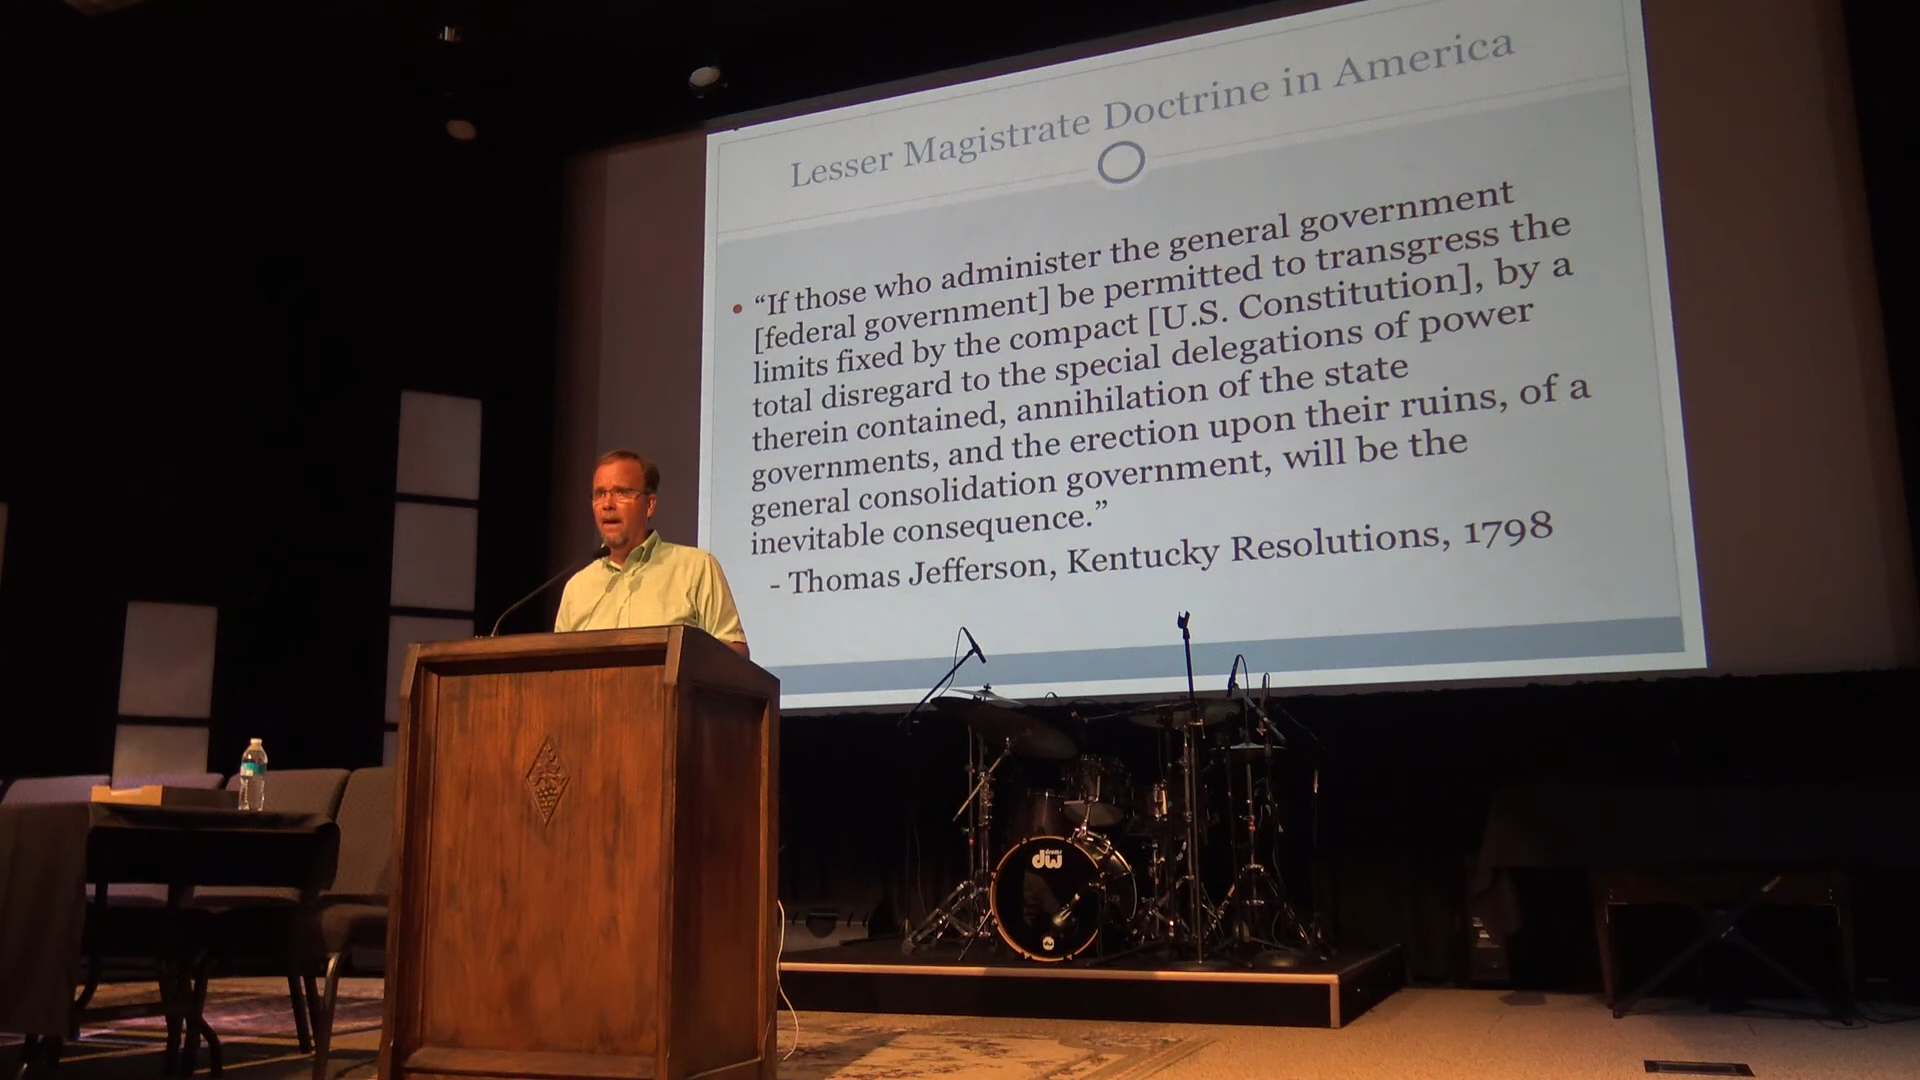 Lesser Magistrate Doctrine in America
“If those who administer the general government
[federal government] be permitted to transgress the
limits fixed by the compact [U.S. Constitution], by a
total disregard to the special delegations of power
therein contained, annihilation of the state
governments, and the erection upon their ruins, of a
general consolidation government, will be the
inevitable consequence.”
- Thomas Jefferson, Kentucky Resolutions, 1798
drums
dw
dw